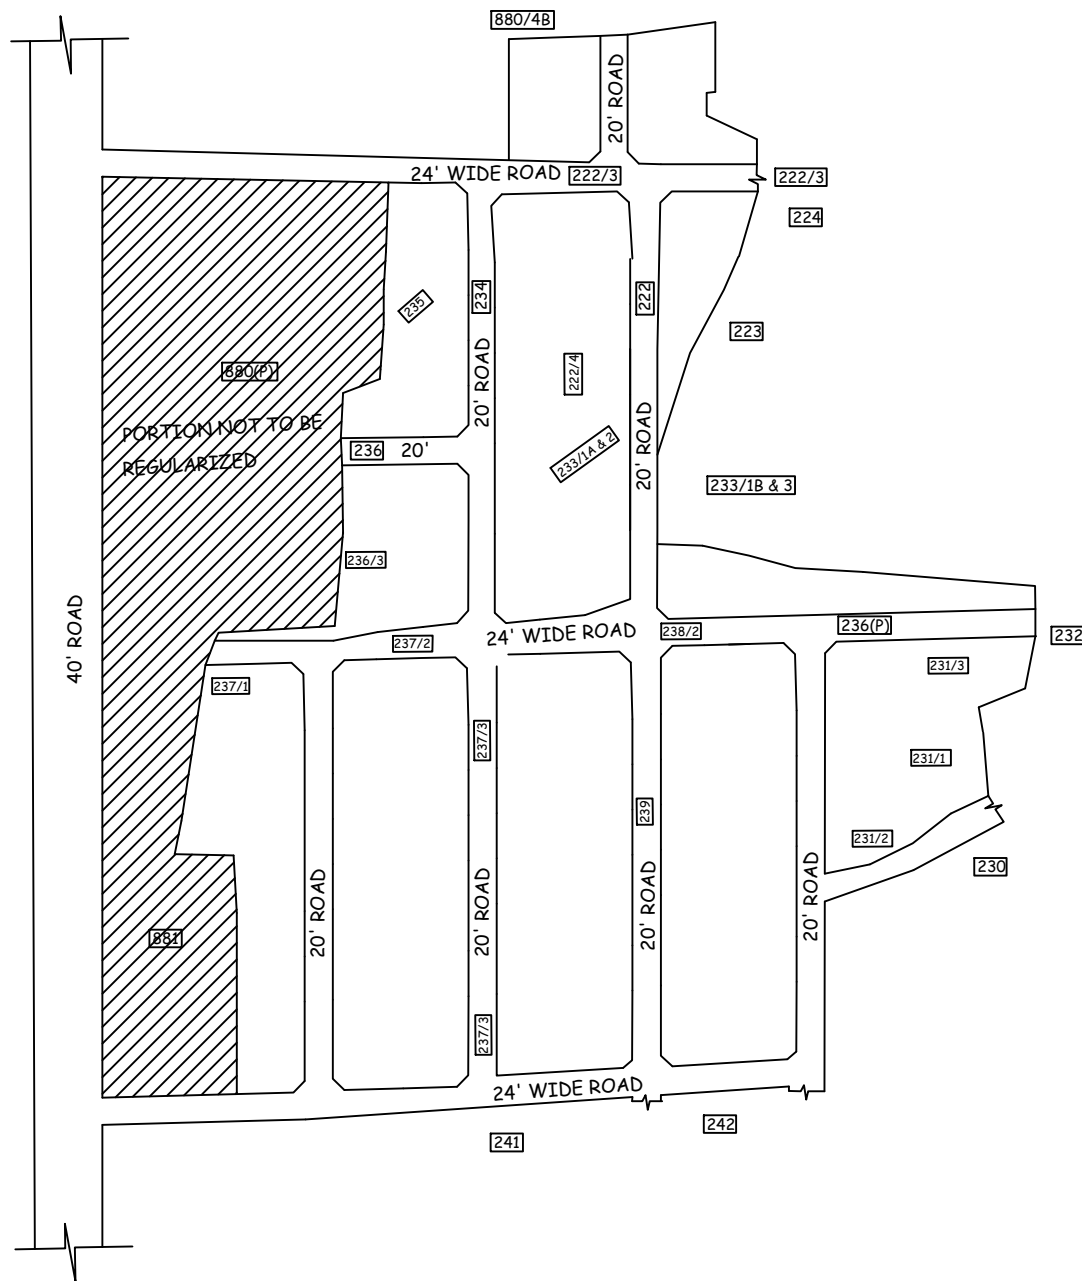 880/4B
20' ROAD
24' WIDE ROAD
222/3
222/3
224
234
222
235
223
880(P)
222/4
20' ROAD
PORTION NOT TO BE
REGULARIZED
236
20'
233/1A & 2
20' ROAD
233/1B & 3
236/3
40' ROAD
237/2
24' WIDE ROAD
238/2
236(P)
232
237/1
231/3
237/3
231/1
239
231/2
230
20' ROAD
20' ROAD
20' ROAD
20' ROAD
881
237/3
24' WIDE ROAD
241
242